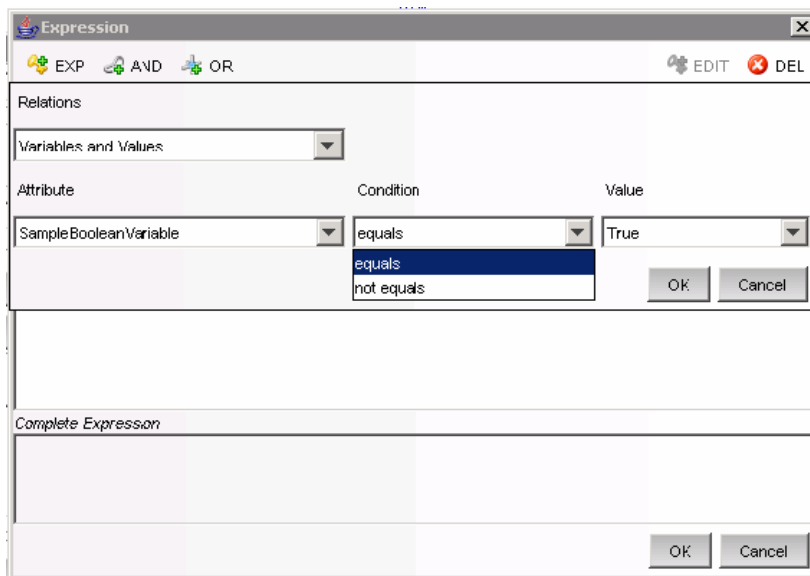 Expression
EXP AND OR EDIT DEL
Relations
Variables and Values
Attribute Condition Value
SampleBooleanVariable equals True
equals
not equals
OK Cancel
Complete Expression
OK Cancel